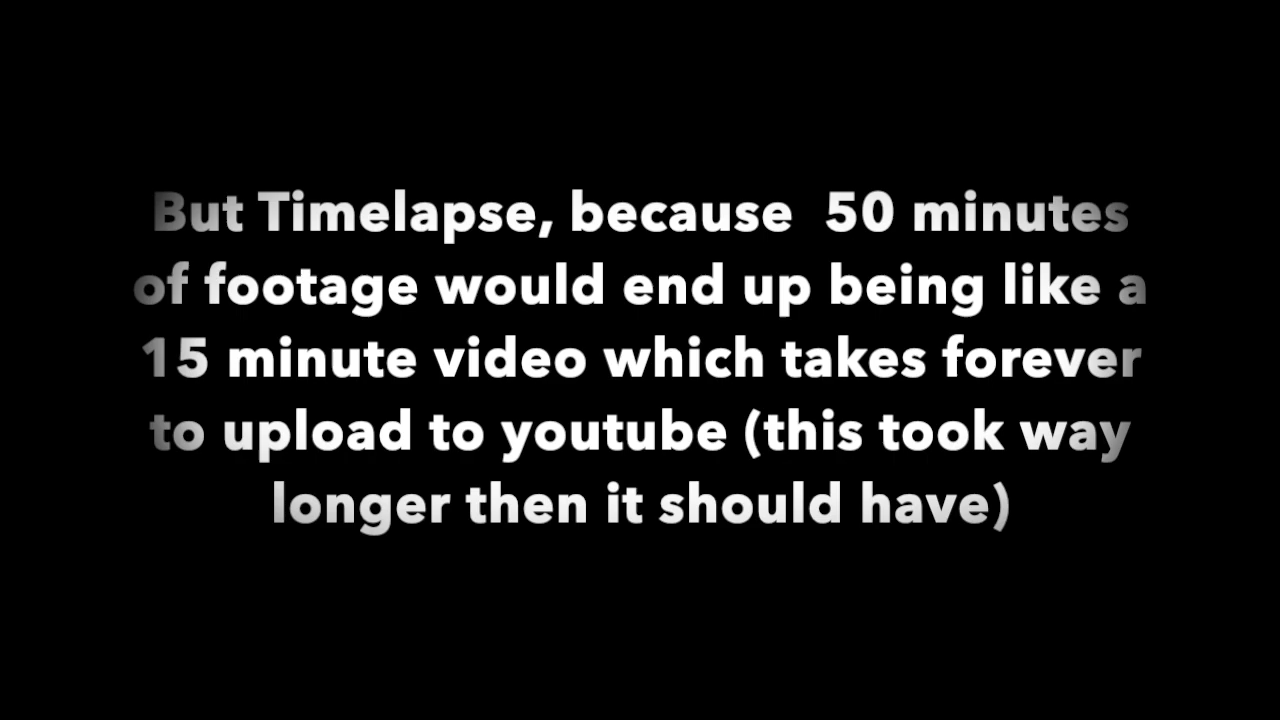 But Timelapse, because  50 minutes
of footage would end up being like a
15 minute video which takes forever
to upload to youtube (this took way
longer then it should have)